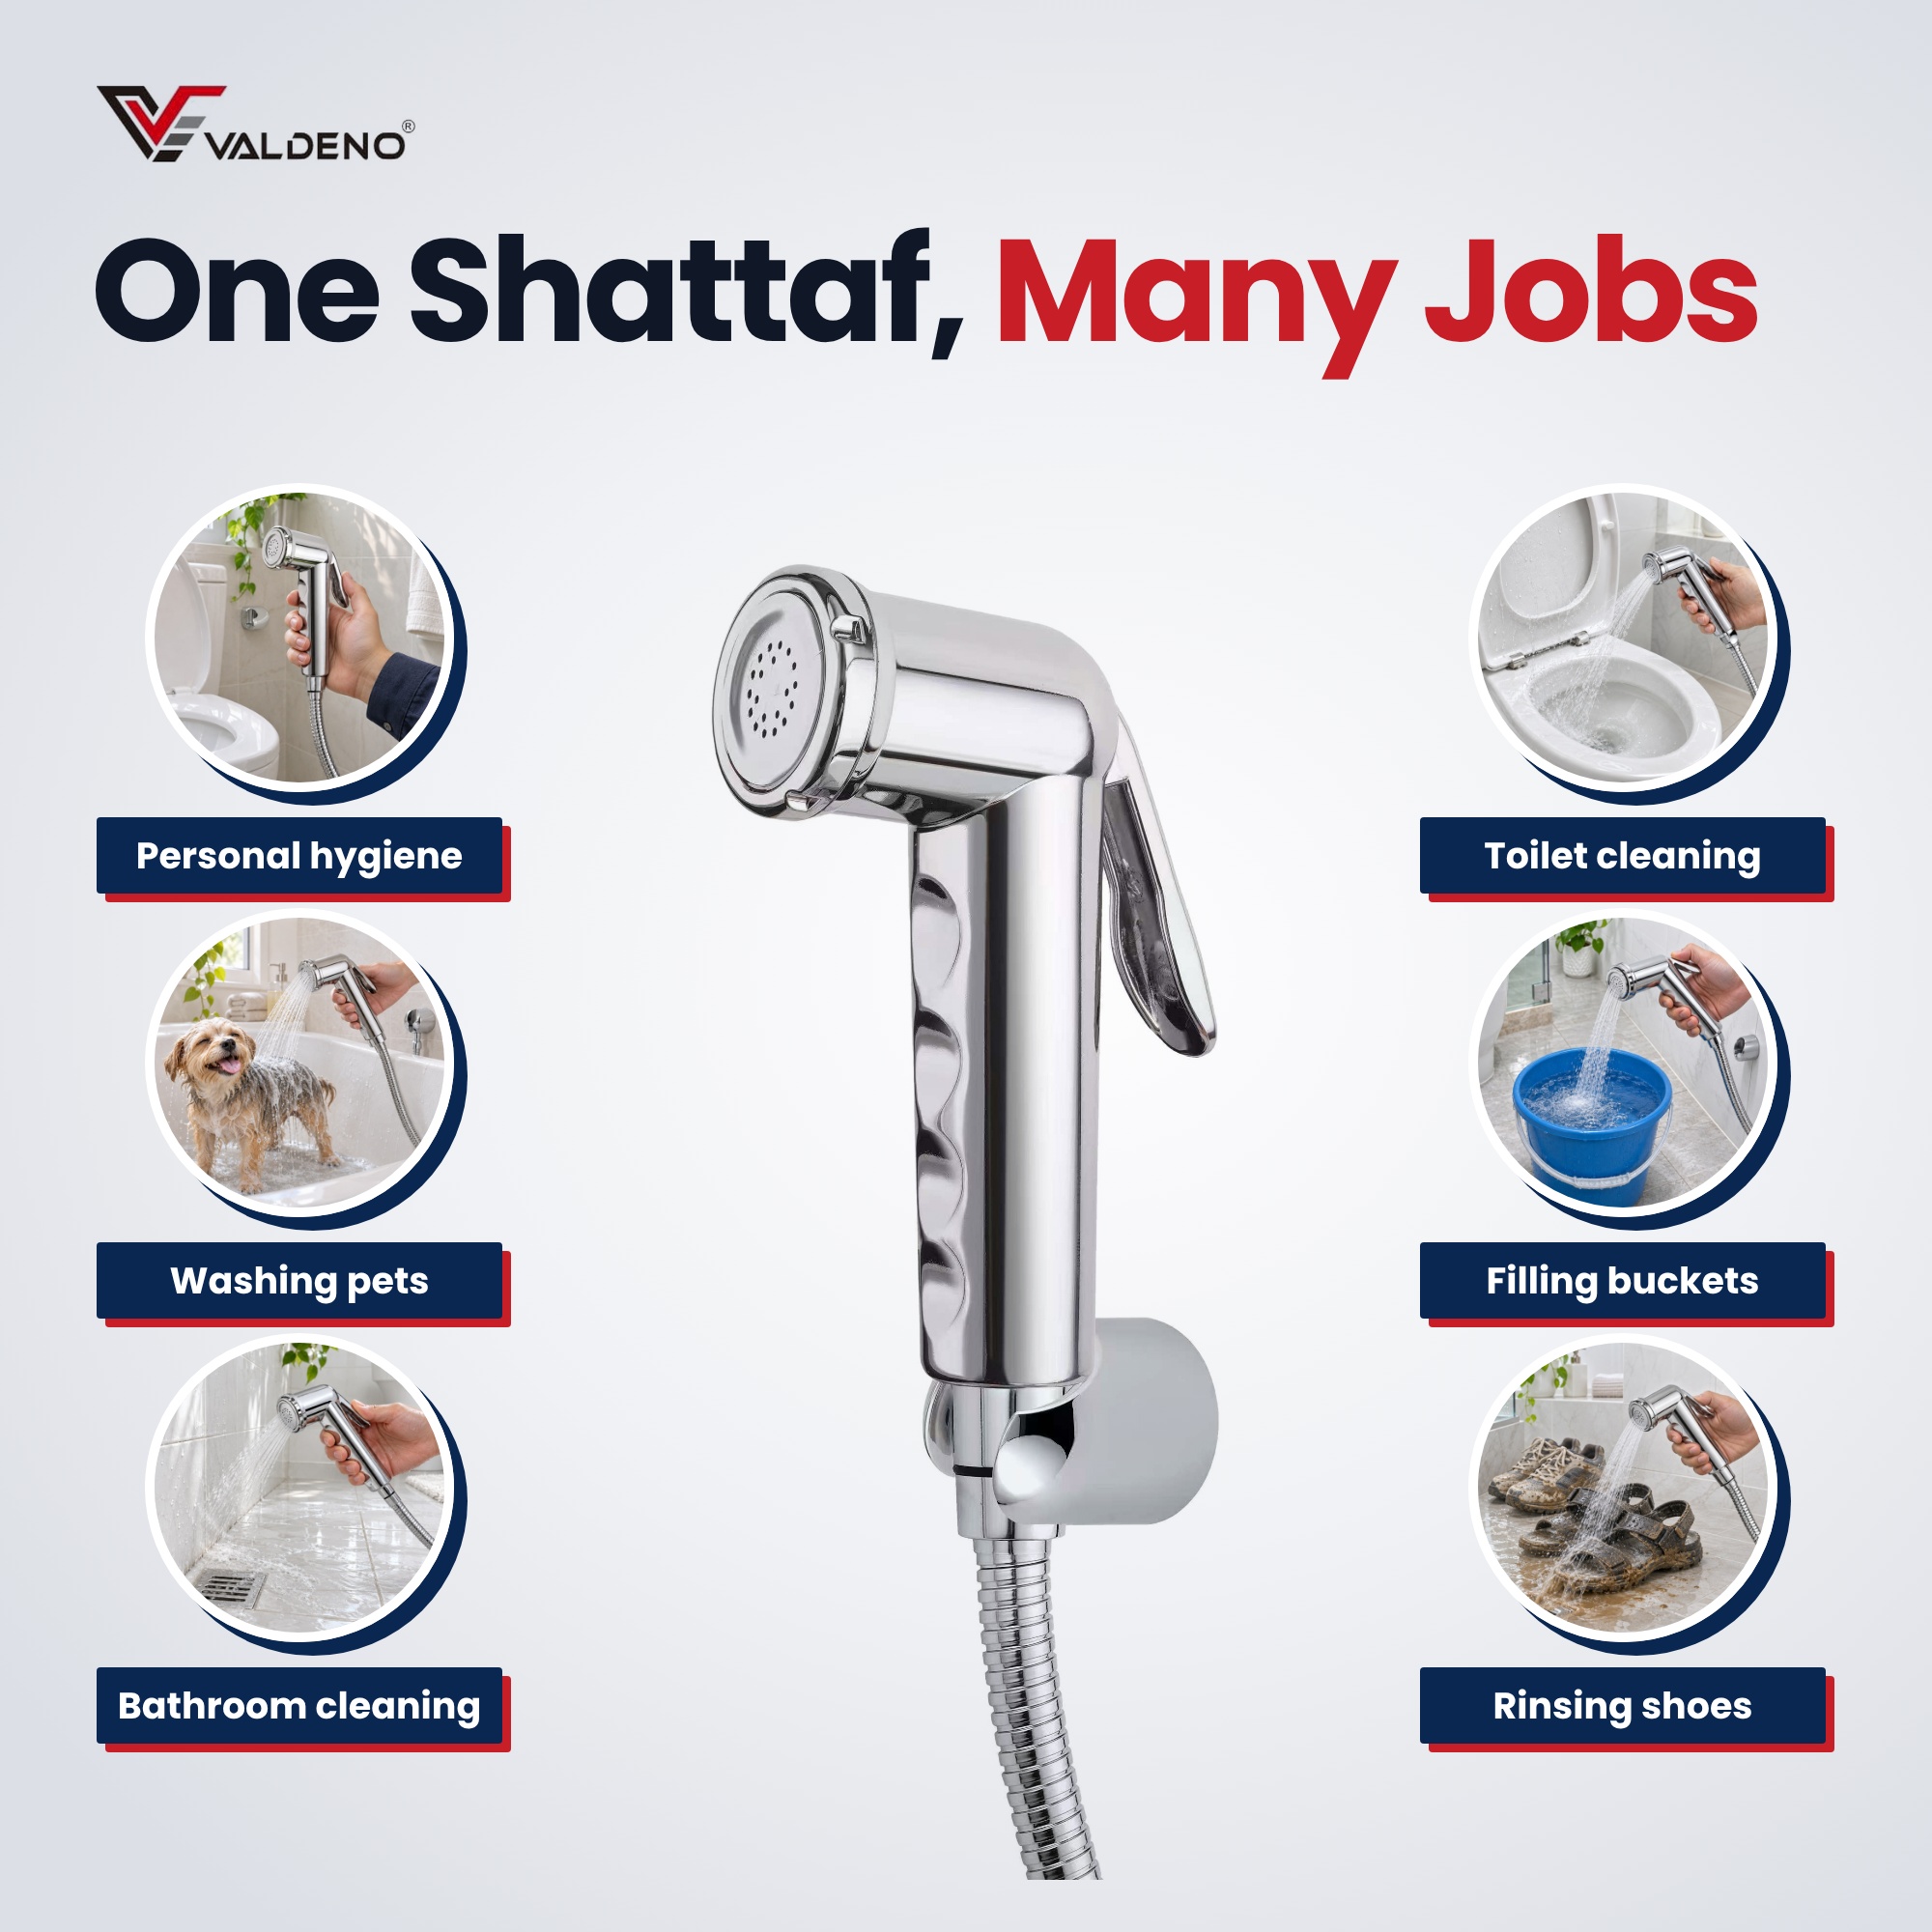 VALDENO®
One Shattaf, Many Jobs
Personal hygiene
Toilet cleaning
Washing pets
Filling buckets
Bathroom cleaning
Rinsing shoes